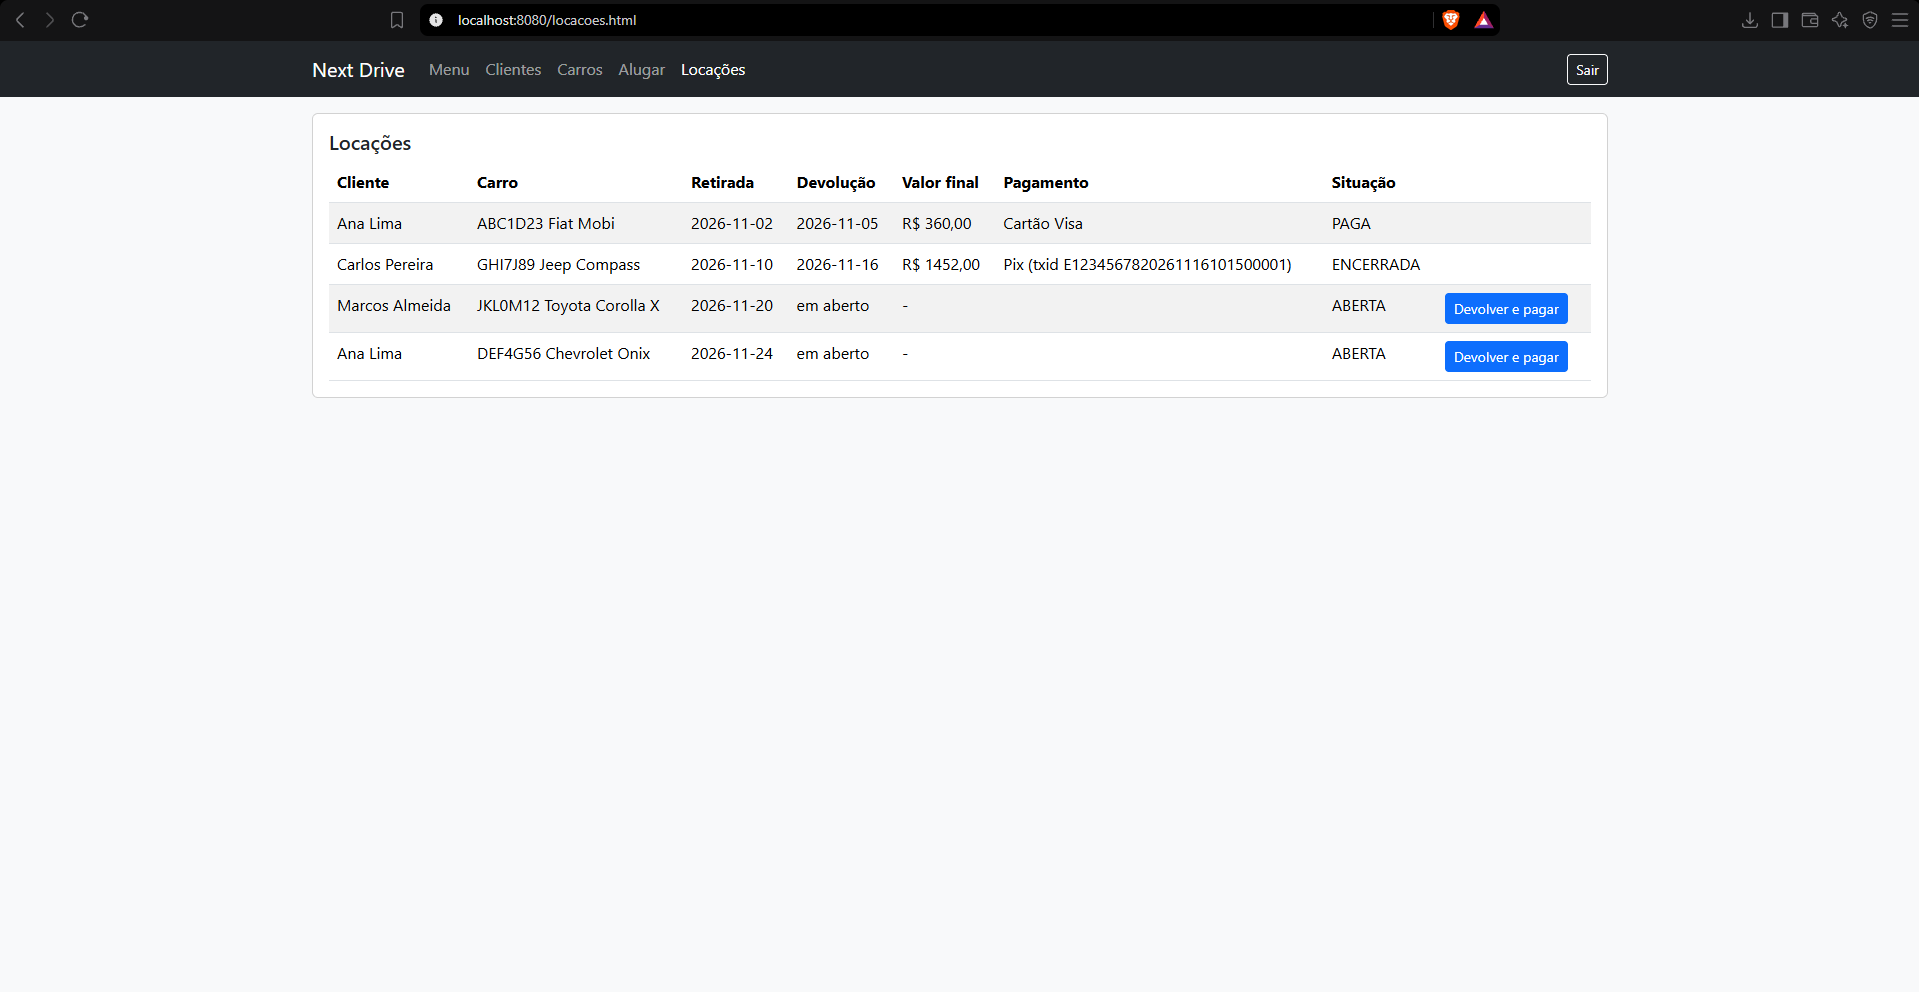 localhost:8080/locacoes.html
Next Drive Menu Clientes Carros Alugar Locações Sair
Locações
Cliente Carro Retirada Devolução Valor final Pagamento Situação
Ana Lima ABC1D23 Fiat Mobi 2026-11-02 2026-11-05 R$ 360,00 Cartão Visa PAGA
Carlos Pereira GHI7J89 Jeep Compass 2026-11-10 2026-11-16 R$ 1452,00 Pix (txid E1234567820261116101500001) ENCERRADA
Marcos Almeida JKL0M12 Toyota Corolla X 2026-11-20 em aberto - ABERTA Devolver e pagar
Ana Lima DEF4G56 Chevrolet Onix 2026-11-24 em aberto - ABERTA Devolver e pagar